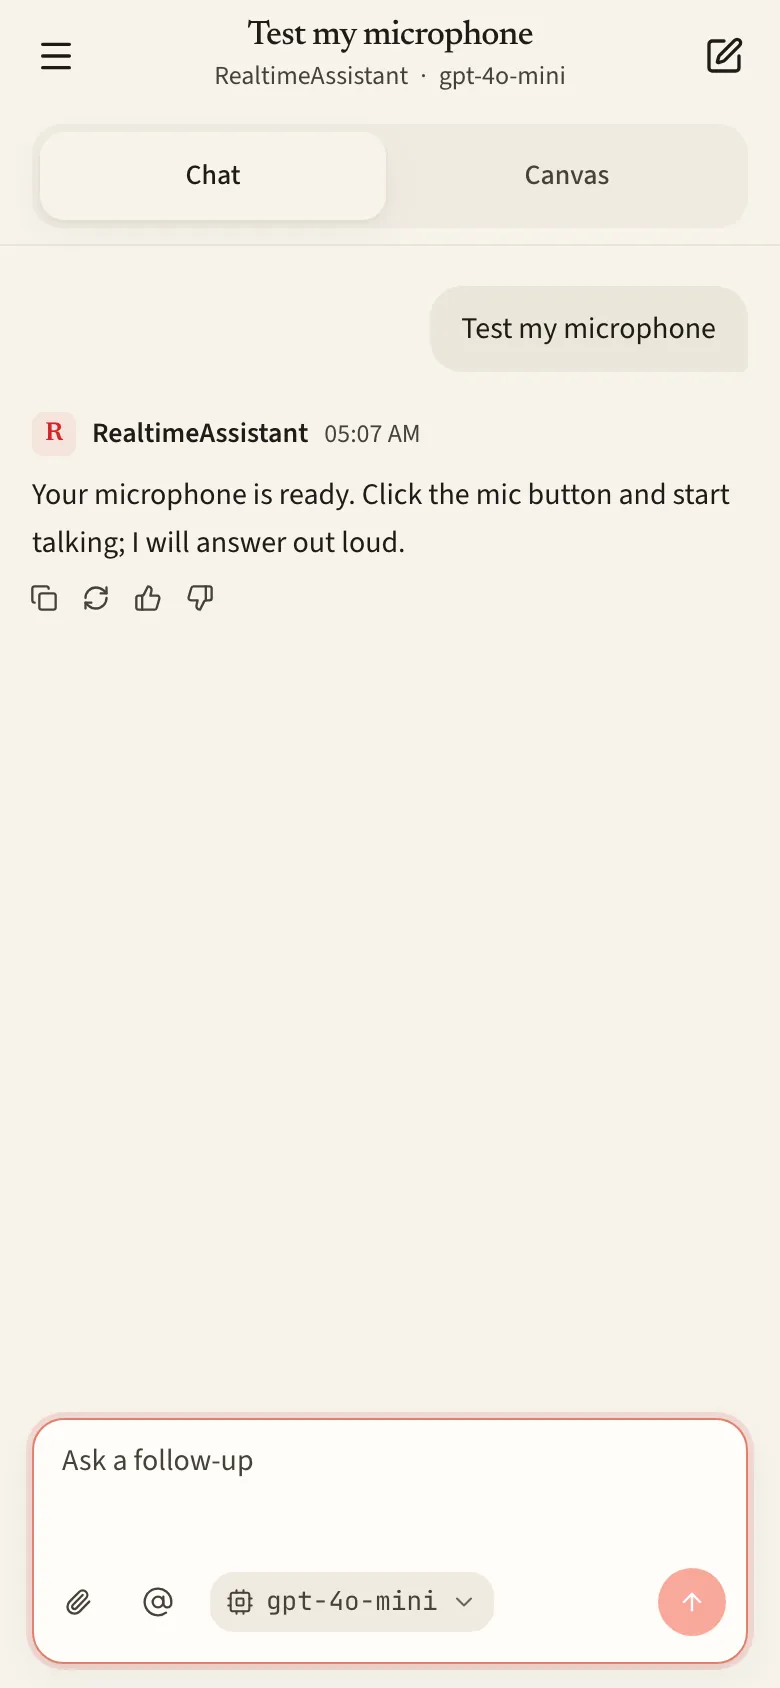 Test my microphone
RealtimeAssistant · gpt-4o-mini
Chat
Canvas
Test my microphone
R RealtimeAssistant 05:07 AM
Your microphone is ready. Click the mic button and start
talking; I will answer out loud.
Ask a follow-up
gpt-4o-mini